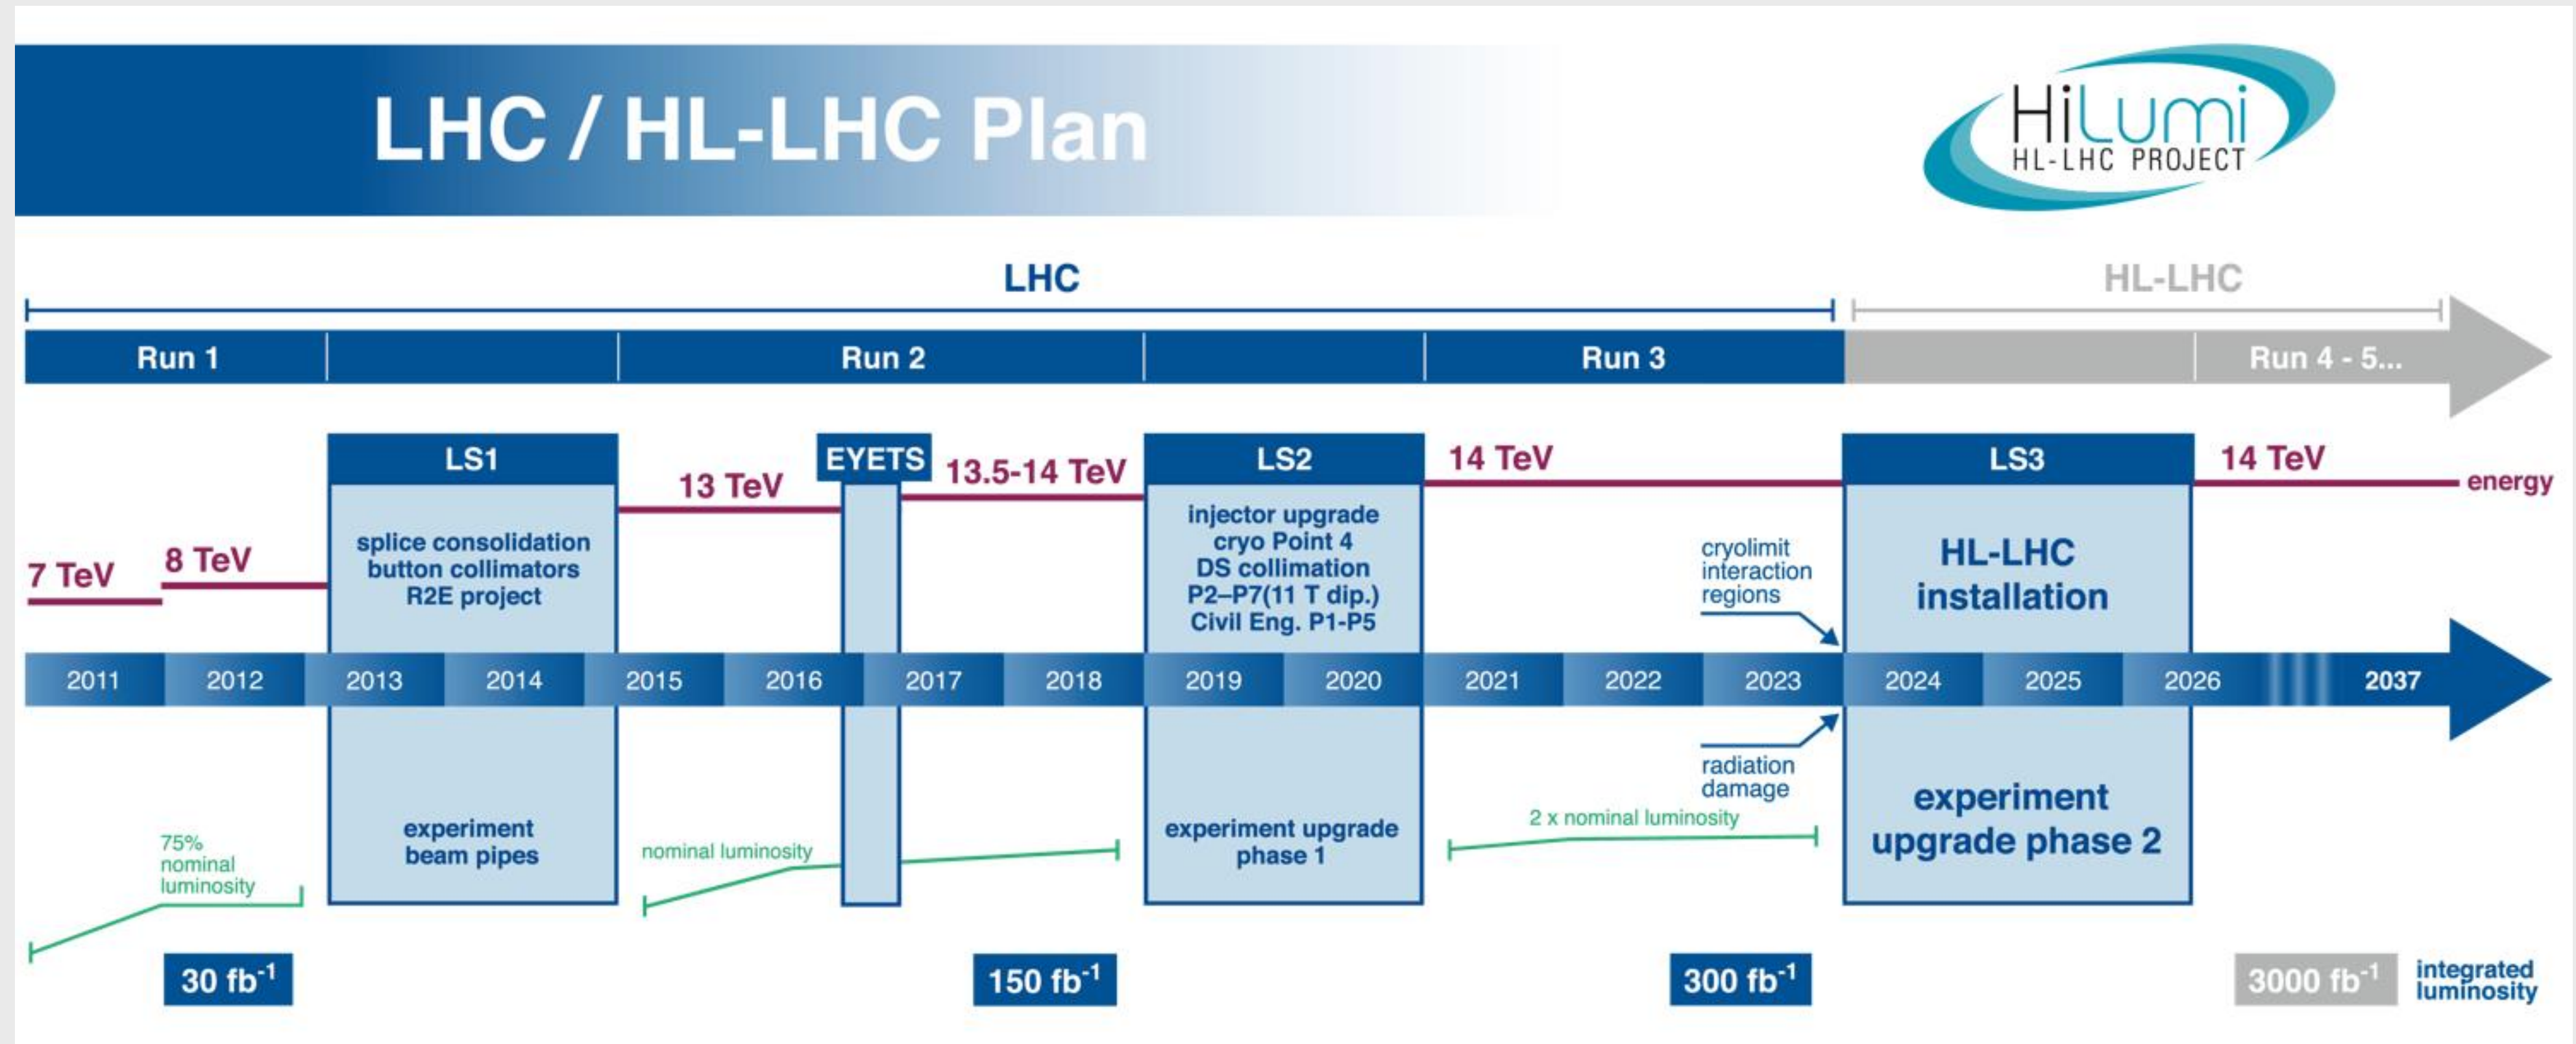 LHC / HL-LHC Plan
HiLumi
HL-LHC PROJECT
LHC
HL-LHC
Run 1
Run 2
Run 3
Run 4 - 5...
LS1
EYETS
LS2
LS3
7 TeV
8 TeV
13 TeV
13.5-14 TeV
14 TeV
14 TeV
energy
splice consolidation
button collimators
R2E project
injector upgrade
cryo Point 4
DS collimation
P2–P7(11 T dip.)
Civil Eng. P1-P5
cryolimit
interaction
regions
HL-LHC
installation
2011 2012 2013 2014 2015 2016 2017 2018 2019 2020 2021 2022 2023 2024 2025 2026 2037
75%
nominal
luminosity
experiment
beam pipes
nominal luminosity
experiment upgrade
phase 1
radiation
damage
2 x nominal luminosity
experiment
upgrade phase 2
30 fb-1
150 fb-1
300 fb-1
3000 fb-1
integrated
luminosity